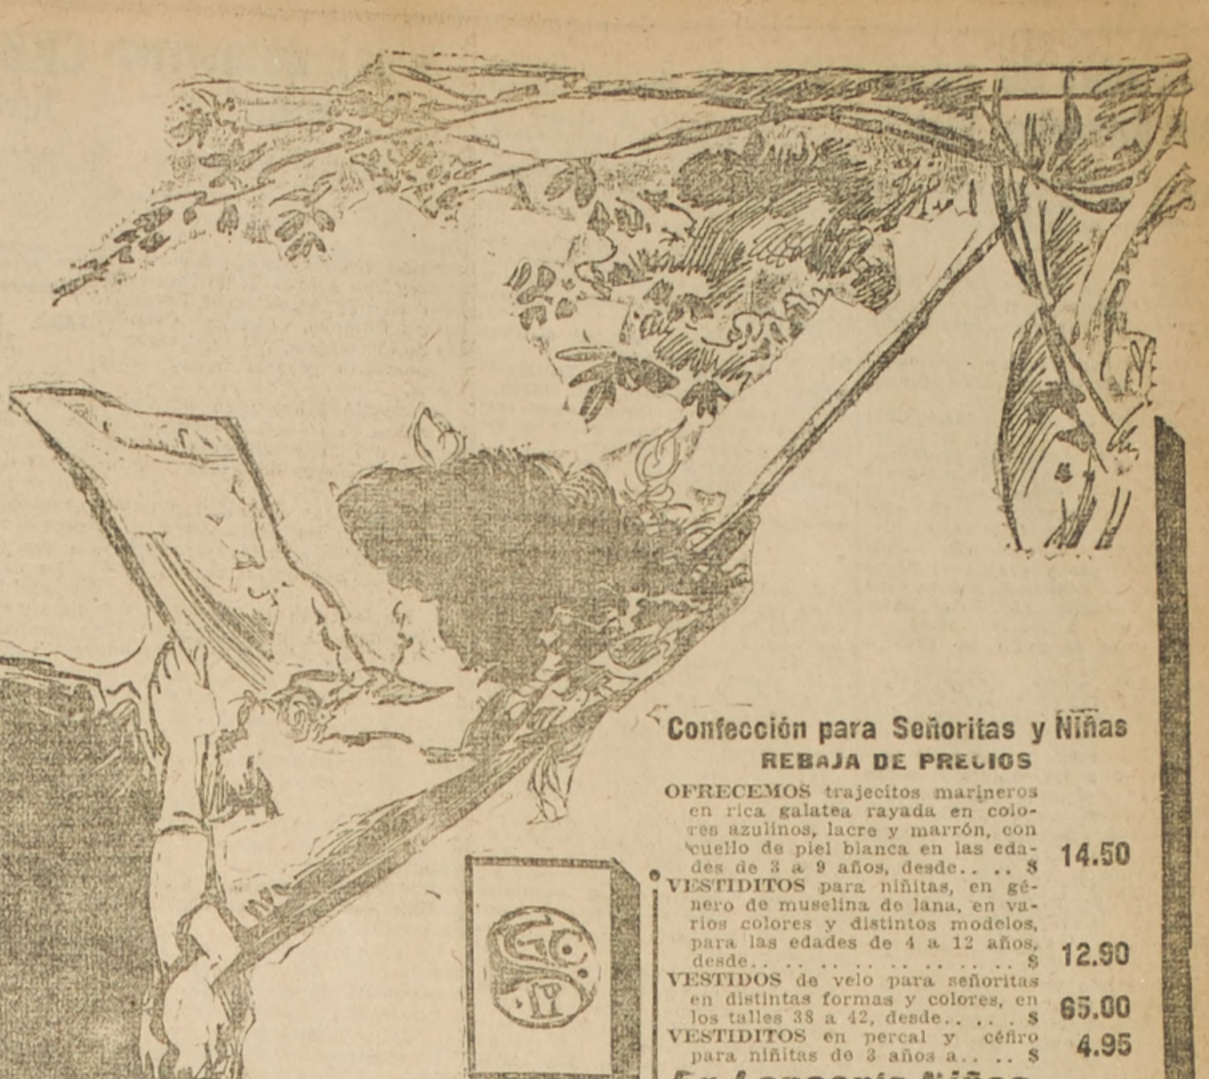 Confección para Señoritas y Niñas
REBAJA DE PRECIOS
OFRECEMOS trajecitos marineros
en rica galatea rayada en colo-
res azulinos, lacre y marrón, con
cuello de piel blanca en las eda-
des de 3 a 9 años, desde.. .. $ 14.50
VESTIDITOS para niñitas, en gé-
nero de muselina de lana, en va-
rios colores y distintos modelos,
para las edades de 4 a 12 años,
desde.. .. .. .. .. .. .. .. $ 12.90
VESTIDOS de velo para señoritas
en distintas formas y colores, en
los talles 38 a 42, desde.. .. .. $ 65.00
VESTIDITOS en percal y céfiro
para niñitas de 3 años a.. .. $ 4.95